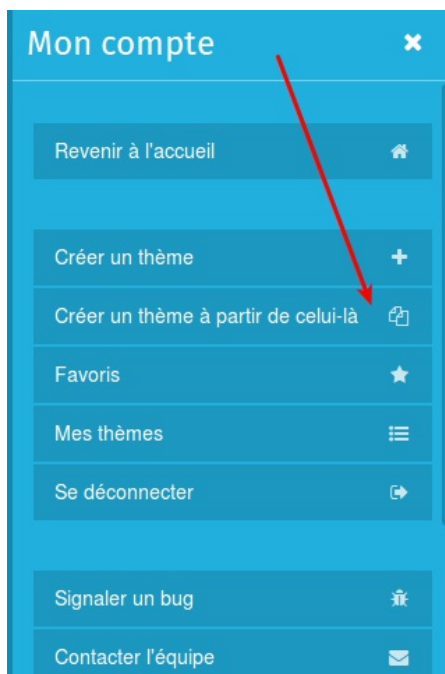 Mon compte
Revenir à l'accueil
Créer un thème
Créer un thème à partir de celui-là
Favoris
Mes thèmes
Se déconnecter
Signaler un bug
Contacter l'équipe